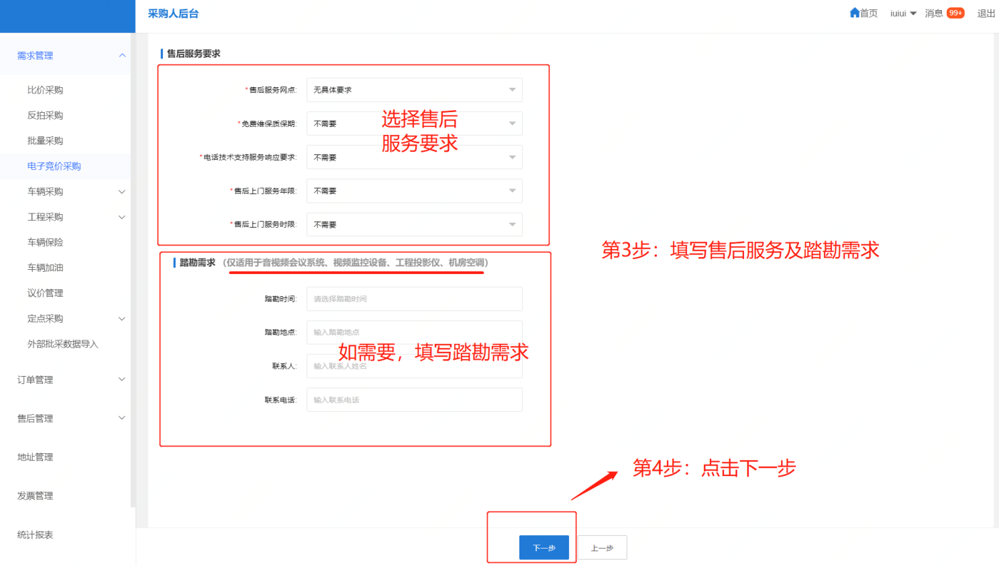 采购人后台
首页 iuiui 消息 99+ 退出
需求管理
比价采购
反拍采购
批量采购
电子竞价采购
车辆采购
工程采购
车辆保险
车辆加油
议价管理
定点采购
外部批采数据导入
订单管理
售后管理
地址管理
发票管理
统计报表
售后服务要求
*售后服务网点: 无具体要求
*免费维保质保期: 不需要
*电话技术支持服务响应要求: 不需要
*售后上门服务年限: 不需要
*售后上门服务时限: 不需要
选择售后
服务要求
第3步：填写售后服务及踏勘需求
踏勘需求 （仅适用于音视频会议系统、视频监控设备、工程投影仪、机房空调）
踏勘时间: 请选择踏勘时间
踏勘地点: 输入踏勘地点
如需要，填写踏勘需求
联系人: 输入联系人姓名
联系电话: 输入联系电话
第4步：点击下一步
下一步 上一步